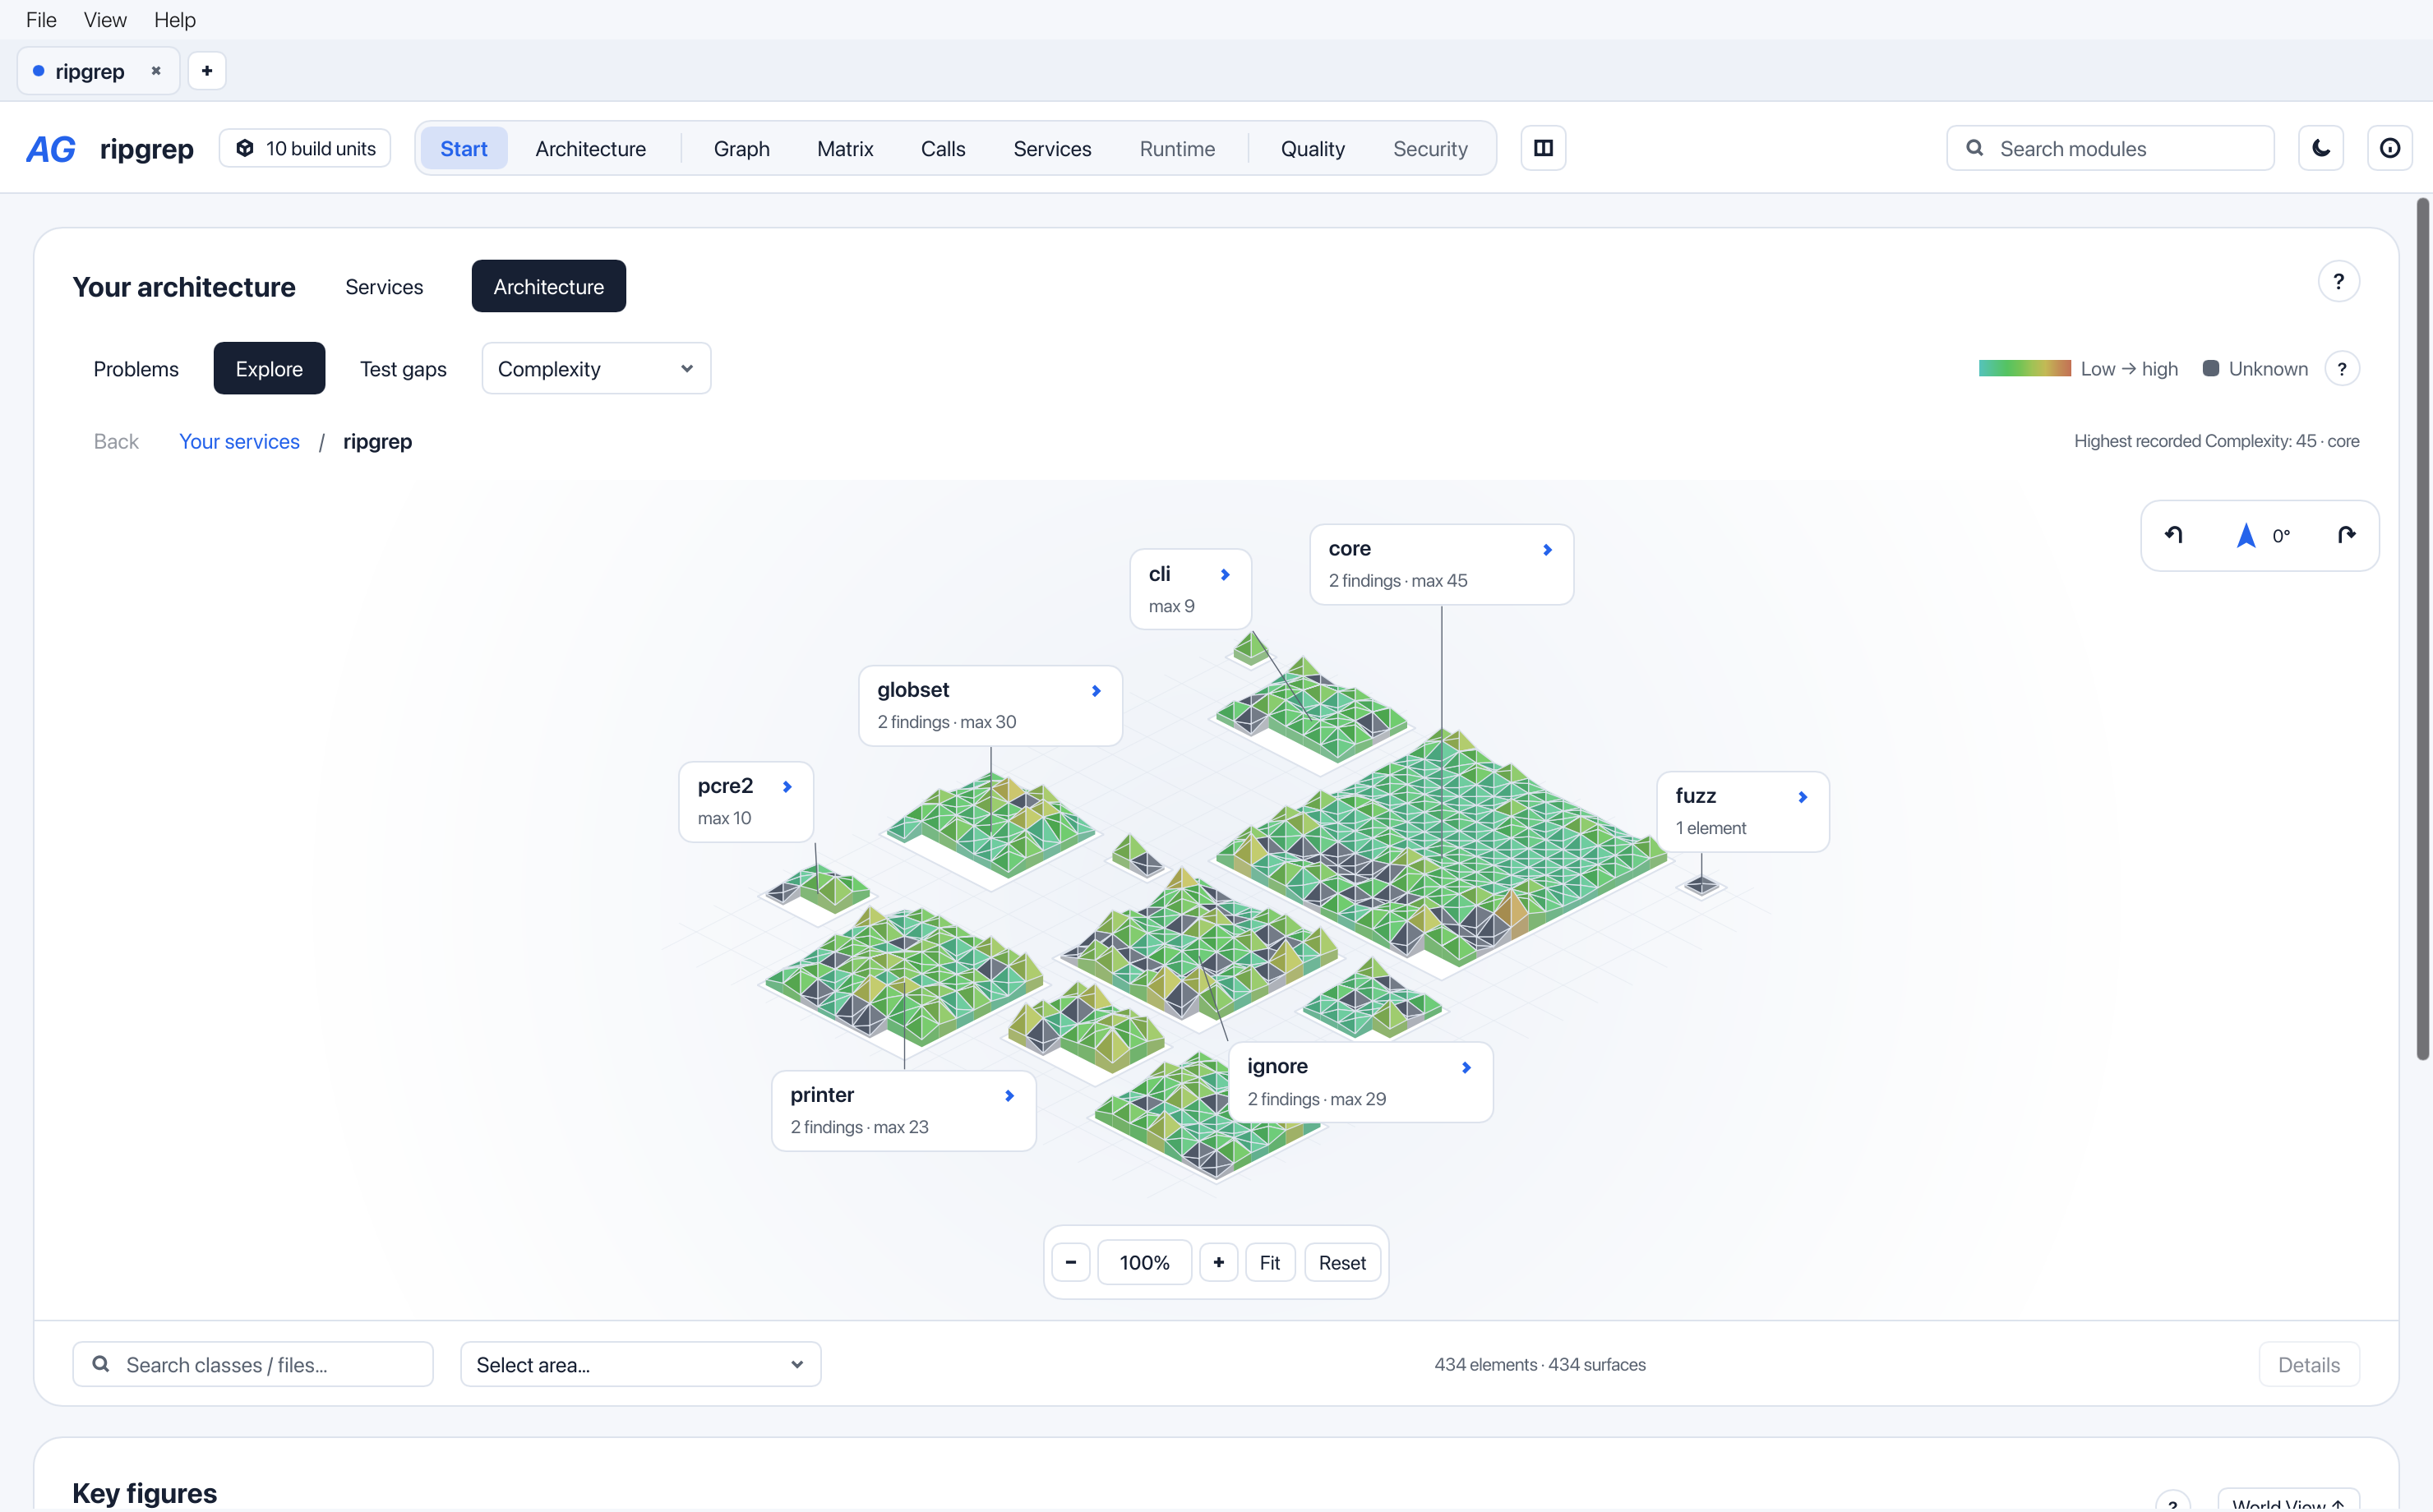 File View Help
ripgrep
AG ripgrep 10 build units Start Architecture Graph Matrix Calls Services Runtime Quality Security Search modules
Your architecture Services Architecture ?
Problems Explore Test gaps Complexity Low → high Unknown ?
Back Your services / ripgrep Highest recorded Complexity: 45 · core
0°
core
2 findings · max 45
cli
max 9
globset
2 findings · max 30
pcre2
max 10
fuzz
1 element
ignore
2 findings · max 29
printer
2 findings · max 23
− 100% + Fit Reset
Search classes / files... Select area... 434 elements · 434 surfaces Details
Key figures ? World View ↑